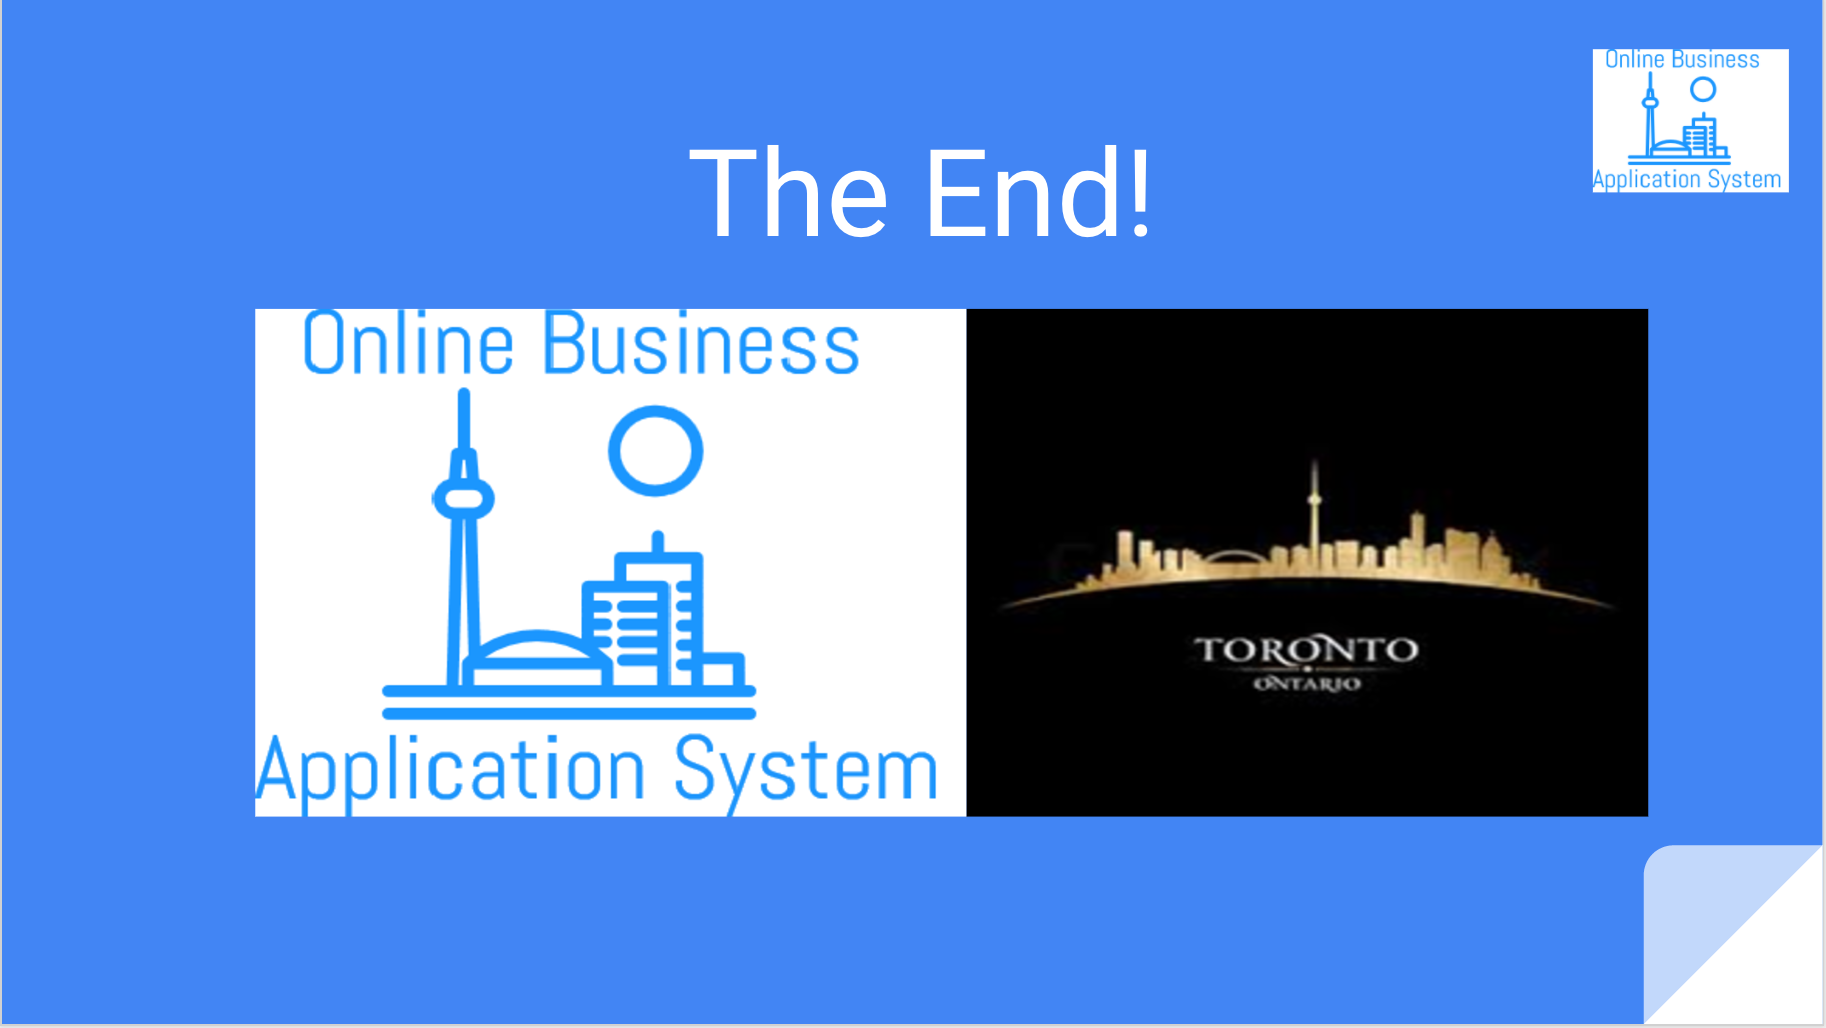 Online Business
Application System
The End!
Online Business
Application System
TORONTO
ONTARIO